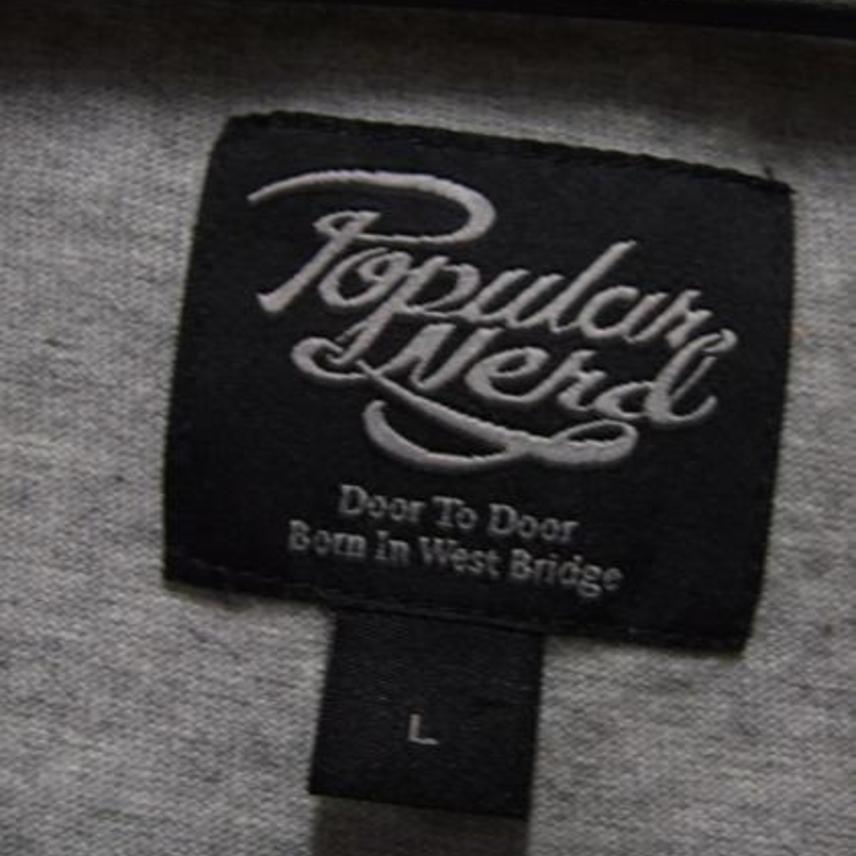 Popular
Nerd
Door To Door
Born In West Bridge
L